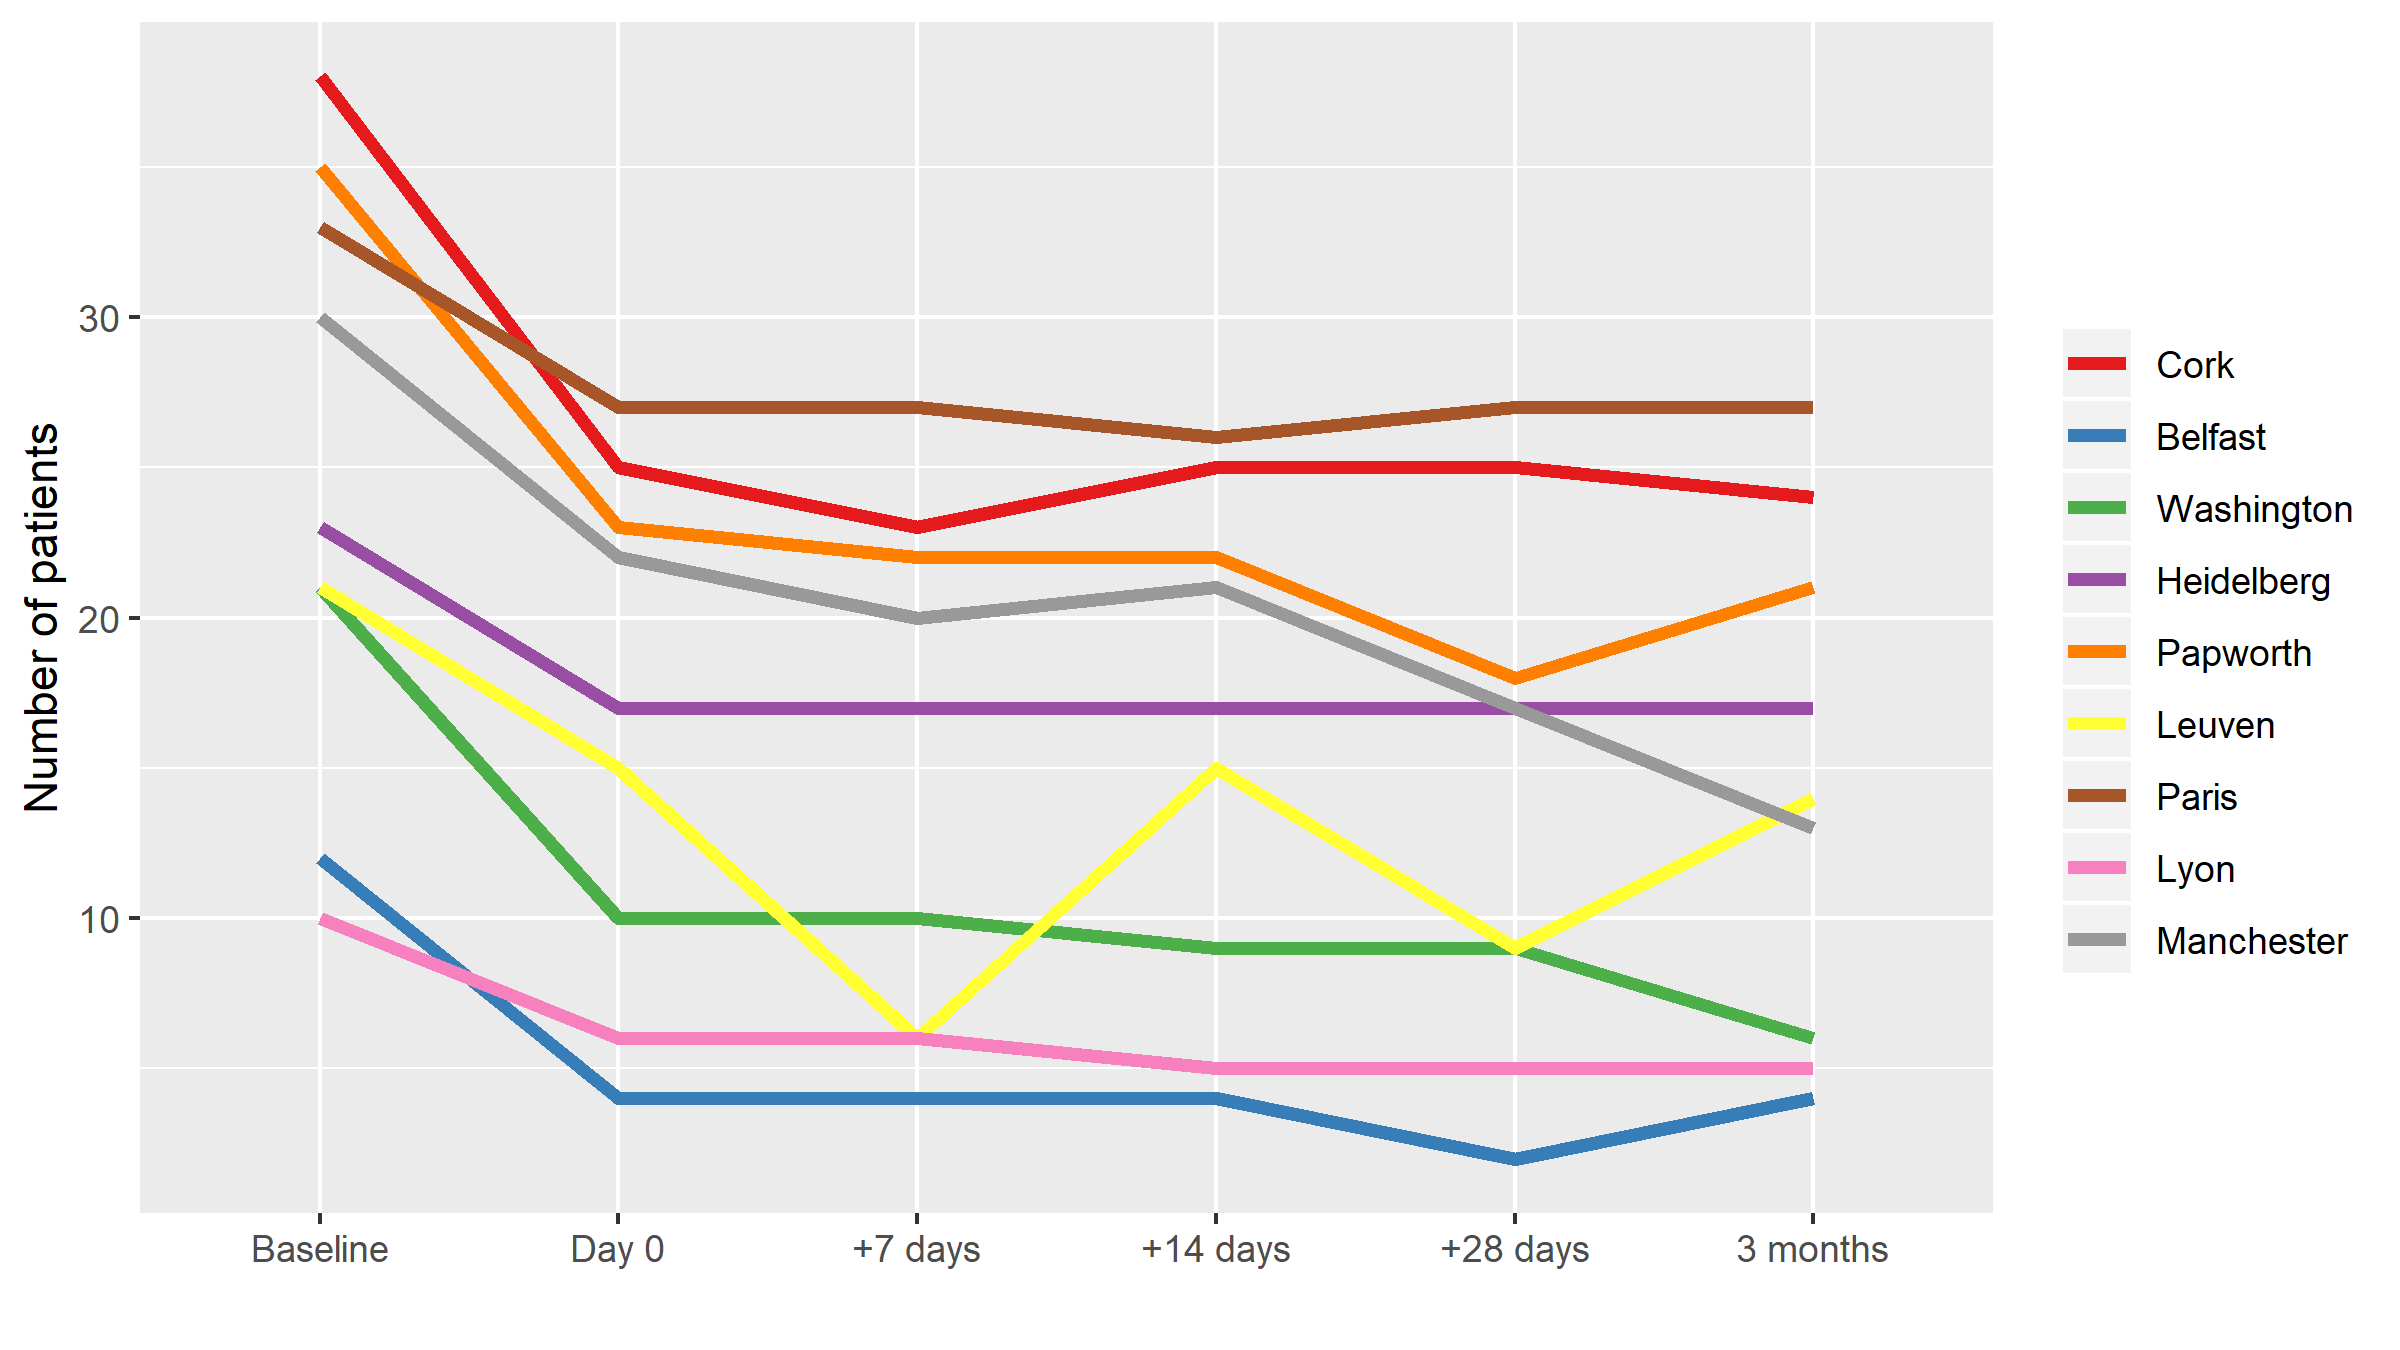 Number of patients
30
20
10
Baseline
Day 0
+7 days
+14 days
+28 days
3 months
Cork
Belfast
Washington
Heidelberg
Papworth
Leuven
Paris
Lyon
Manchester